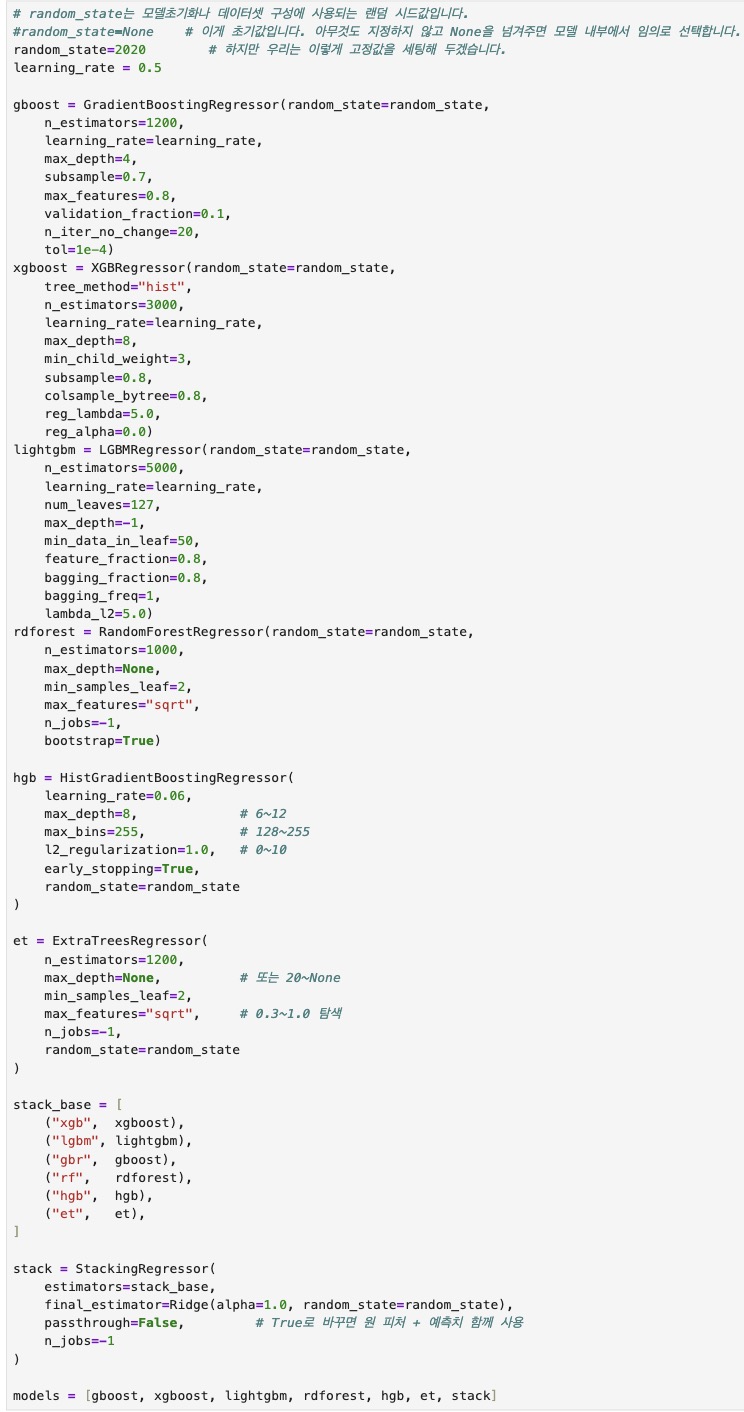 # random_state는 모델초기화나 데이터셋 구성에 사용되는 랜덤 시드값입니다.
#random_state=None    # 이게 초기값입니다. 아무것도 지정하지 않고 None을 넘겨주면 모델 내부에서 임의로 선택합니다.
random_state=2020        # 하지만 우리는 이렇게 고정값을 세팅해 두겠습니다.
learning_rate = 0.5

gboost = GradientBoostingRegressor(random_state=random_state,
    n_estimators=1200,
    learning_rate=learning_rate,
    max_depth=4,
    subsample=0.7,
    max_features=0.8,
    validation_fraction=0.1,
    n_iter_no_change=20,
    tol=1e-4)
xgboost = XGBRegressor(random_state=random_state,
    tree_method="hist",
    n_estimators=3000,
    learning_rate=learning_rate,
    max_depth=8,
    min_child_weight=3,
    subsample=0.8,
    colsample_bytree=0.8,
    reg_lambda=5.0,
    reg_alpha=0.0)
lightgbm = LGBMRegressor(random_state=random_state,
    n_estimators=5000,
    learning_rate=learning_rate,
    num_leaves=127,
    max_depth=-1,
    min_data_in_leaf=50,
    feature_fraction=0.8,
    bagging_fraction=0.8,
    bagging_freq=1,
    lambda_l2=5.0)
rdforest = RandomForestRegressor(random_state=random_state,
    n_estimators=1000,
    max_depth=None,
    min_samples_leaf=2,
    max_features="sqrt",
    n_jobs=-1,
    bootstrap=True)

hgb = HistGradientBoostingRegressor(
    learning_rate=0.06,
    max_depth=8,            # 6~12
    max_bins=255,           # 128~255
    l2_regularization=1.0,  # 0~10
    early_stopping=True,
    random_state=random_state
)

et = ExtraTreesRegressor(
    n_estimators=1200,
    max_depth=None,         # 또는 20~None
    min_samples_leaf=2,
    max_features="sqrt",    # 0.3~1.0 탐색
    n_jobs=-1,
    random_state=random_state
)

stack_base = [
    ("xgb",  xgboost),
    ("lgbm", lightgbm),
    ("gbr",  gboost),
    ("rf",   rdforest),
    ("hgb",  hgb),
    ("et",   et),
]

stack = StackingRegressor(
    estimators=stack_base,
    final_estimator=Ridge(alpha=1.0, random_state=random_state),
    passthrough=False,        # True로 바꾸면 원 피처 + 예측치 함께 사용
    n_jobs=-1
)

models = [gboost, xgboost, lightgbm, rdforest, hgb, et, stack]